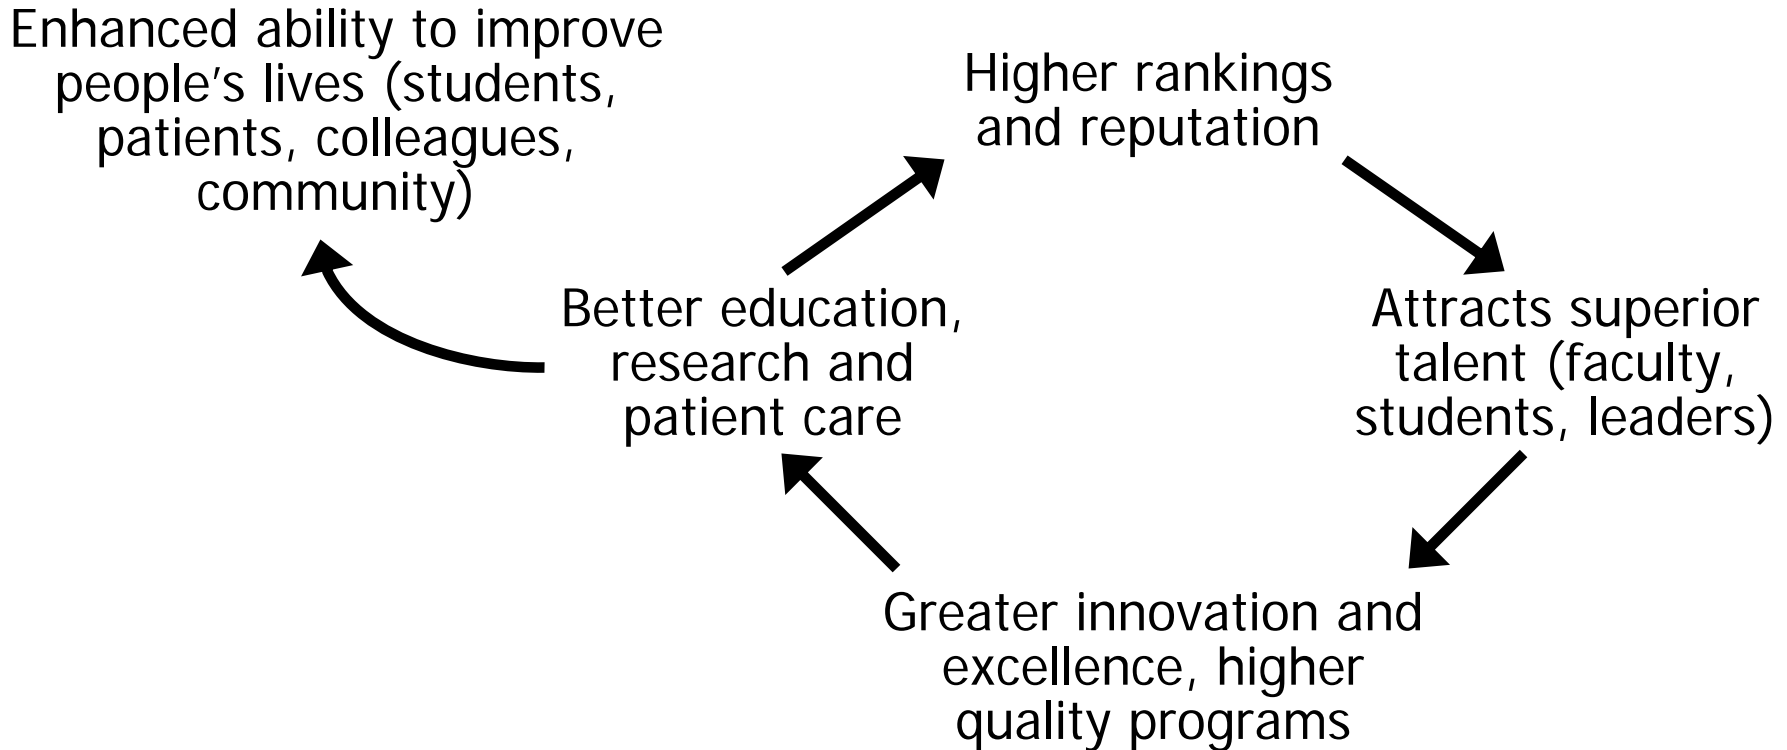 Enhanced ability to improve
people's lives (students,
patients, colleagues,
community)
Higher rankings
and reputation
Better education,
research and
patient care
Attracts superior
talent (faculty,
students, leaders)
Greater innovation and
excellence, higher
quality programs